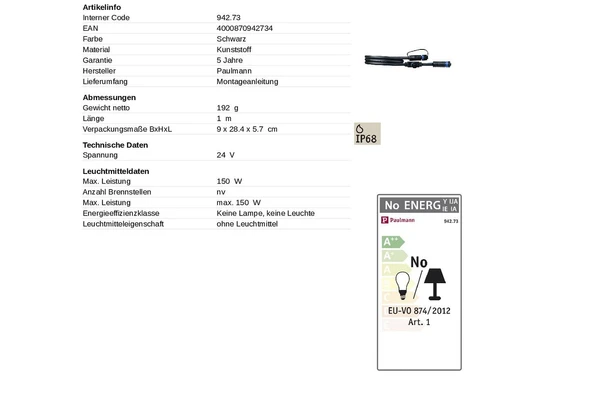 Artikelinfo
Interner Code 942.73
EAN 4000870942734
Farbe Schwarz
Material Kunststoff
Garantie 5 Jahre
Hersteller Paulmann
Lieferumfang Montageanleitung
Abmessungen
Gewicht netto 192 g
Länge 1 m
Verpackungsmaße BxHxL 9 x 28.4 x 5.7 cm
IP68
Technische Daten
Spannung 24 V
Leuchtmitteldaten
Max. Leistung 150 W
Anzahl Brennstellen nv
Max. Leistung max. 150 W
Energieeffizienzklasse Keine Lampe, keine Leuchte
Leuchtmitteleigenschaft ohne Leuchtmittel
No ENERG Y IJA
IE IA
Paulmann 942.73
A++
A+
A
No
EU-VO 874/2012
Art. 1